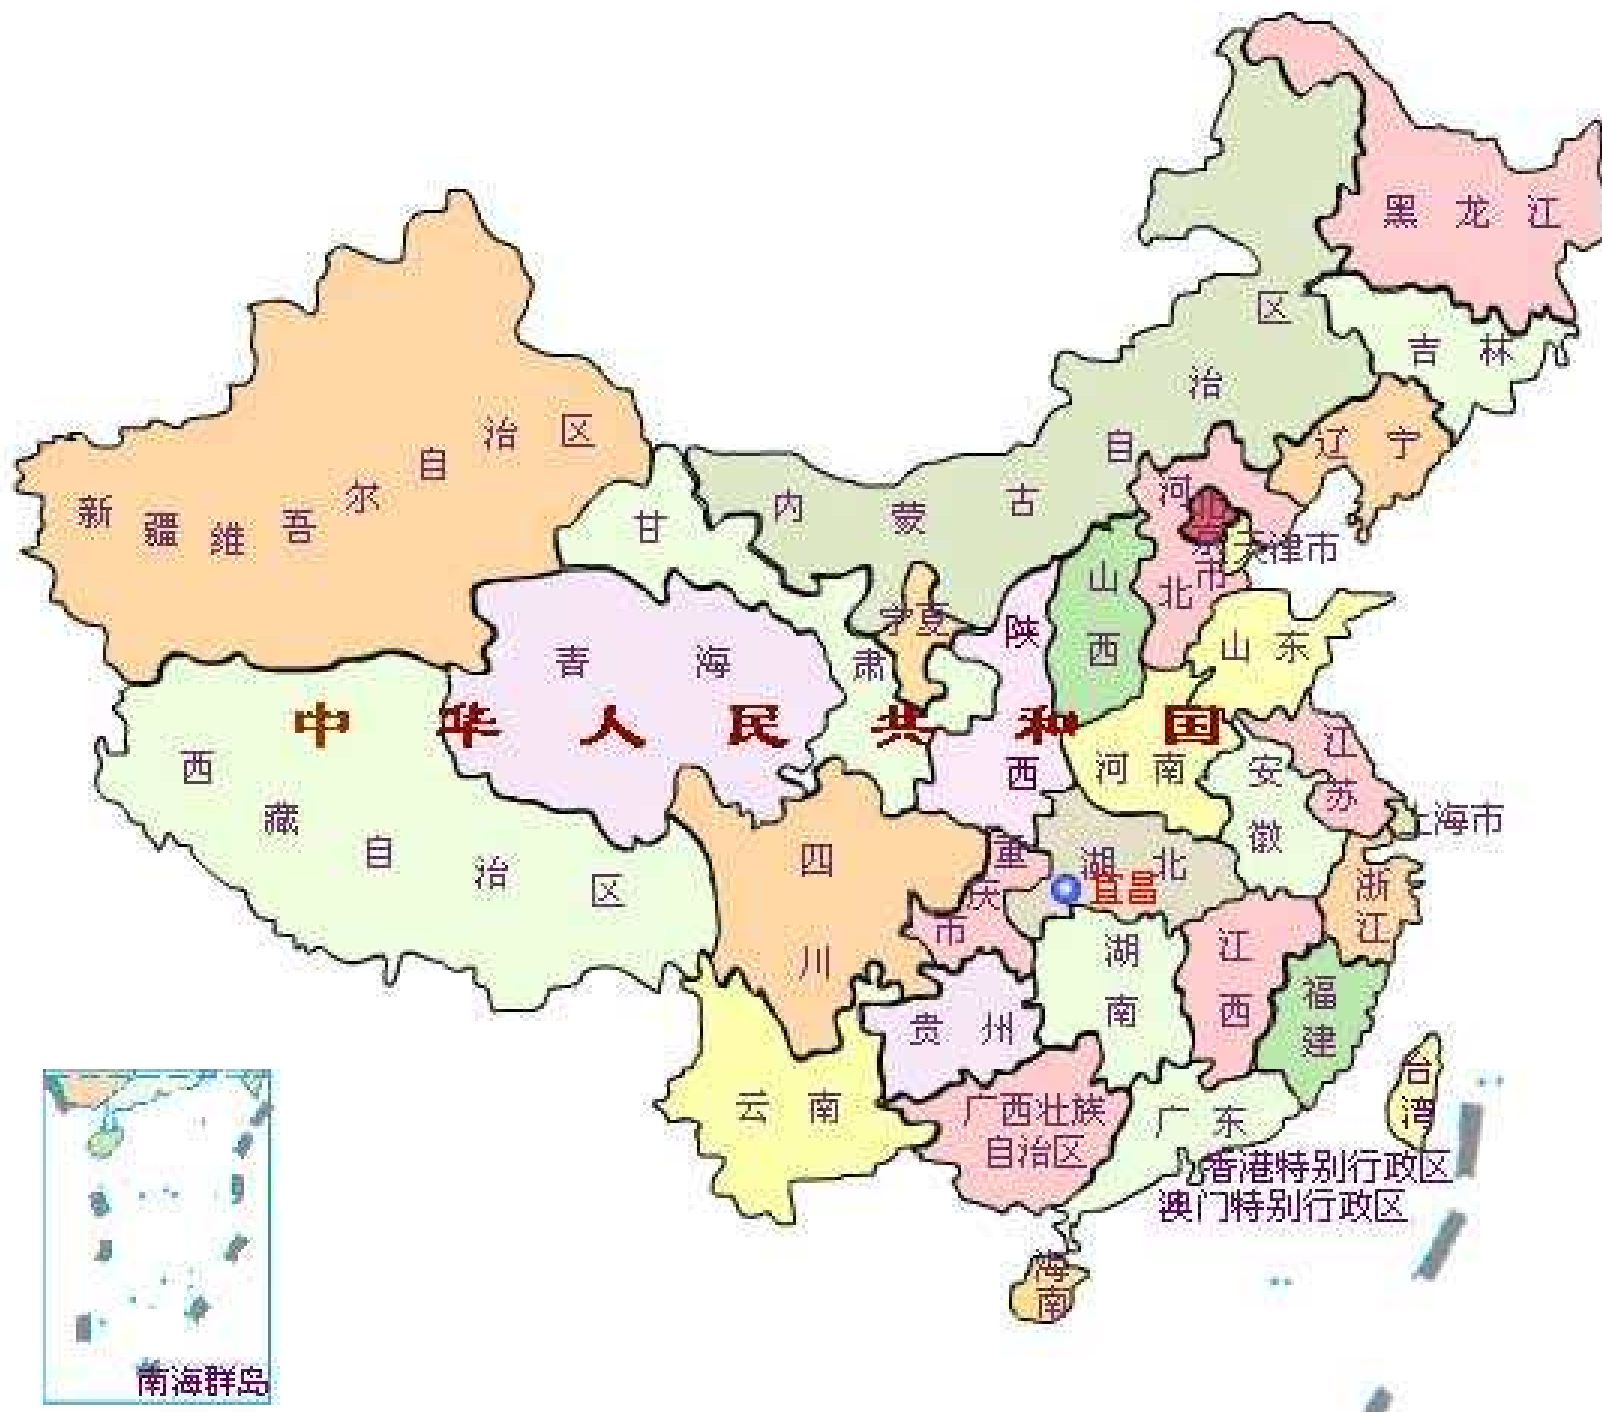 黑龙江
吉林
辽宁
内蒙古自治区
新疆维吾尔自治区
甘肃
宁夏
青海
西藏自治区
中华人民共和国
河北
北京市
天津市
山西
陕西
山东
河南
江苏
安徽
上海市
湖北
宜昌
重庆市
四川
浙江
湖南
江西
福建
贵州
云南
广西壮族
自治区
广东
台湾
香港特别行政区
澳门特别行政区
海南
南海群岛